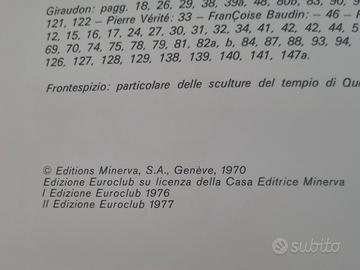 Giraudon: pagg. 18, 26, 29, 38, 39a, 48, 80b, 83, 90,
121, 122 – Pierre Vérité: 33 – FranÇoise Baudin: – 46 –
12, 15, 16, 17, 24, 27, 30, 31, 32, 34, 41, 42, 42, 44, 5
69, 70, 74, 75, 78, 79, 81, 82a, b, 84, 87, 88, 93, 94,
126, 127, 128, 129, 138, 139, 140, 141, 147a.
Frontespizio: particolare delle sculture del tempio di
© Editions Minerva, S.A., Genève, 1970
Edizione Euroclub su licenza della Casa Editrice Minerva
I Edizione Euroclub 1976
II Edizione Euroclub 1977
subito